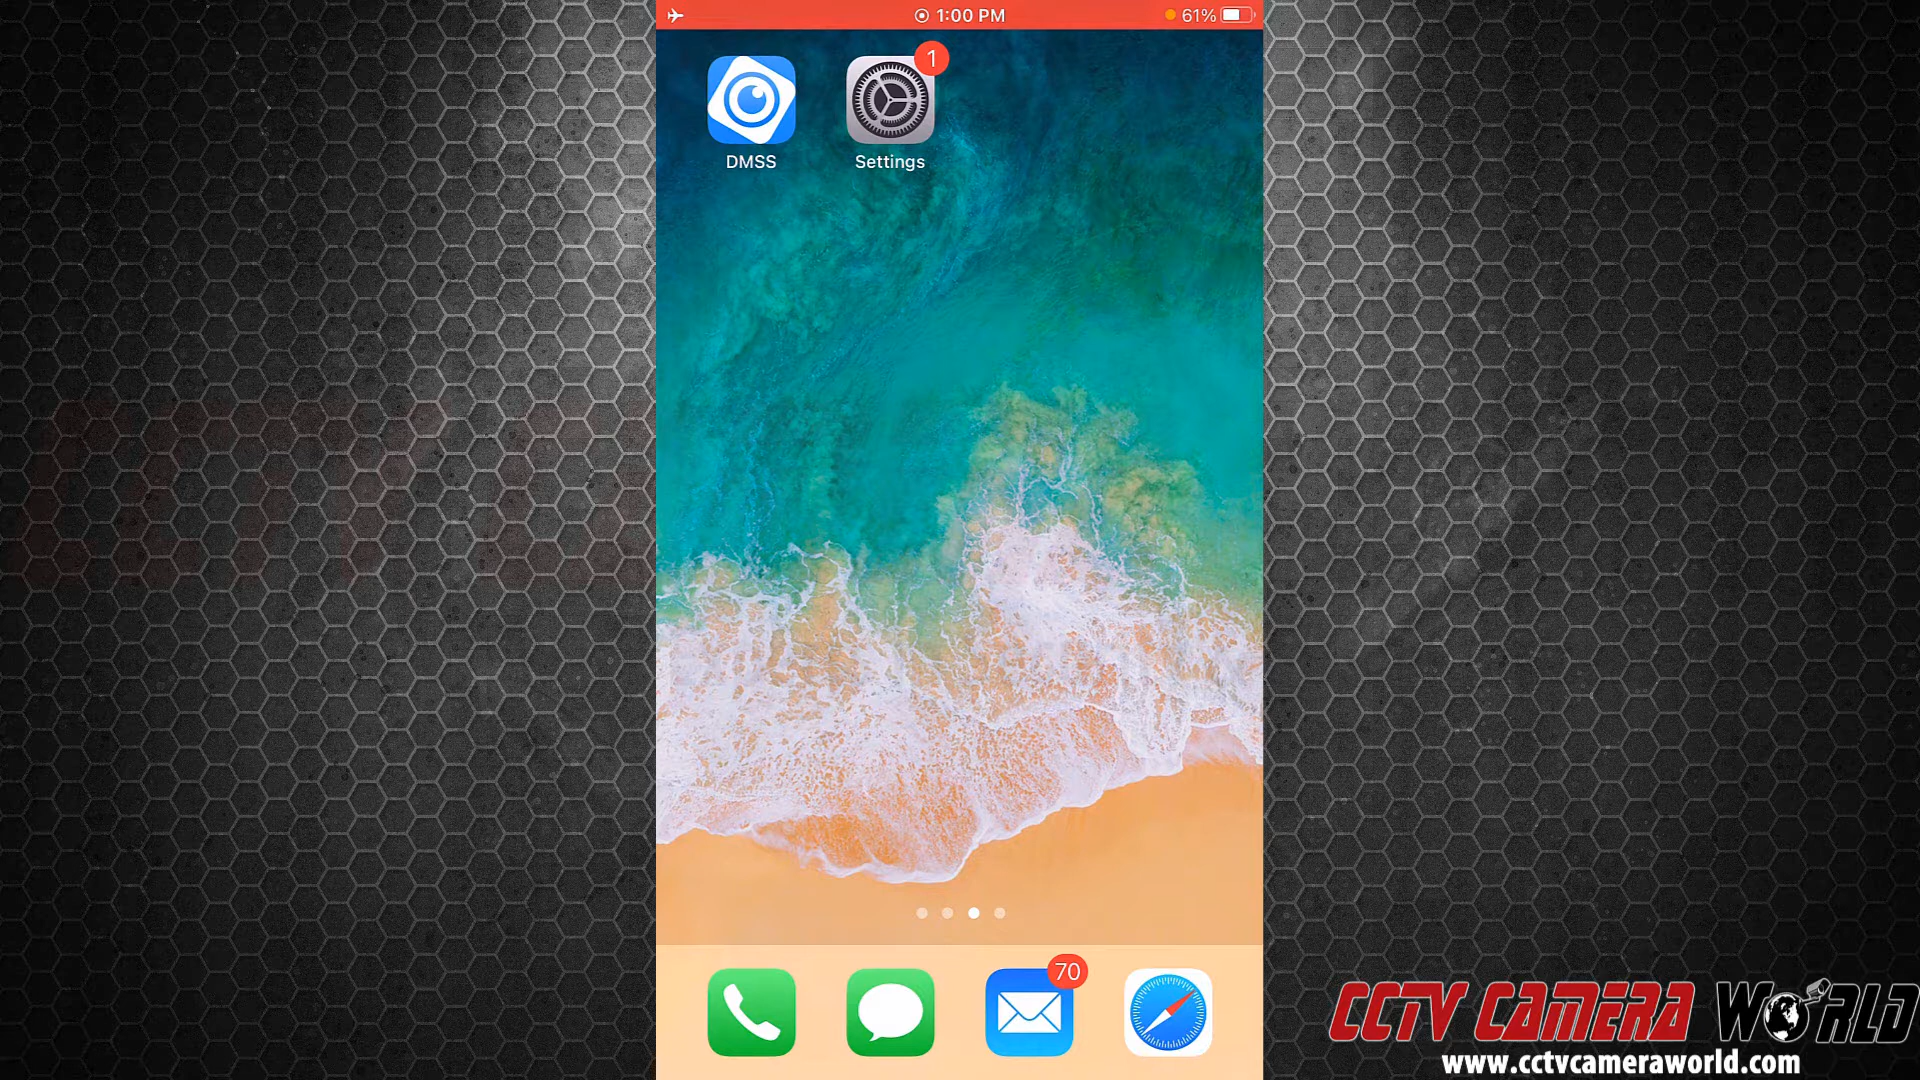 1:00 PM
61%
1
DMSS
Settings
70
CCTV CAMERA WORLD
www.cctvcameraworld.com